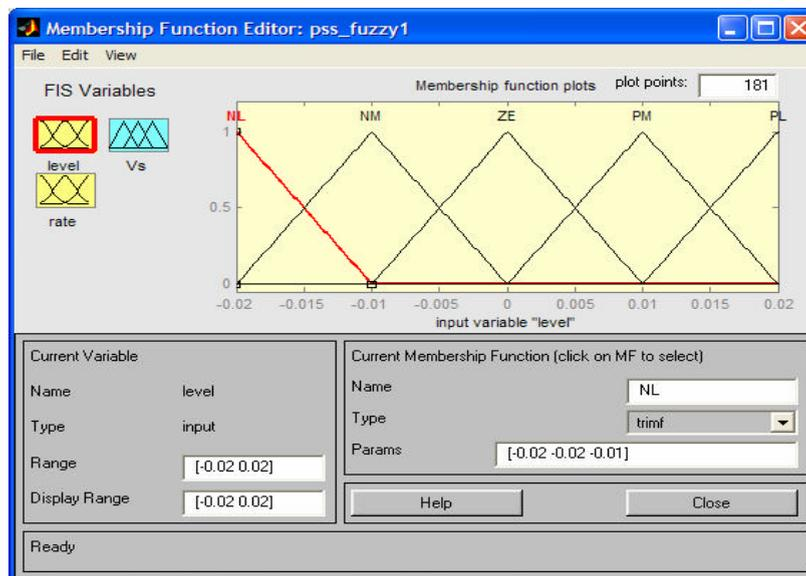 Membership Function Editor: pss_fuzzy1
File Edit View
FIS Variables
level
Vs
rate
Membership function plots
plot points:
181
NL NM ZE PM PL
1
0.5
0
-0.02 -0.015 -0.01 -0.005 0 0.005 0.01 0.015 0.02
input variable "level"
Current Variable
Name level
Type input
Range [-0.02 0.02]
Display Range [-0.02 0.02]
Current Membership Function (click on MF to select)
Name NL
Type trimf
Params [-0.02 -0.02 -0.01]
Help Close
Ready